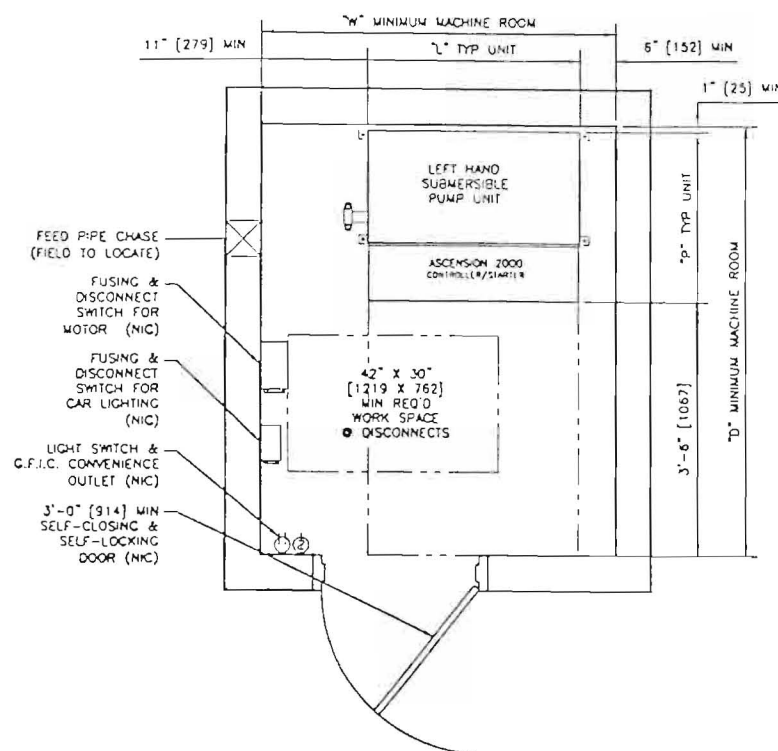 "W" MINIMUM MACHINE ROOM
11" [279] MIN
"L" TYP UNIT
6" [152] MIN
1" [25] MIN
LEFT HAND
SUBMERSIBLE
PUMP UNIT
"P" TYP UNIT
"D" MINIMUM MACHINE ROOM
FEED PIPE CHASE
(FIELD TO LOCATE)
ASCENSION 2000
CONTROLLER/STARTER
FUSING &
DISCONNECT
SWITCH FOR
MOTOR (NIC)
FUSING &
DISCONNECT
SWITCH FOR
CAR LIGHTING
(NIC)
42" X 30"
[1219 X 762]
MIN REQ'D
WORK SPACE
@ DISCONNECTS
3'-6" [1067]
LIGHT SWITCH &
G.F.I.C. CONVENIENCE
OUTLET (NIC)
3'-0" [914] MIN
SELF-CLOSING &
SELF-LOCKING
DOOR (NIC)
2